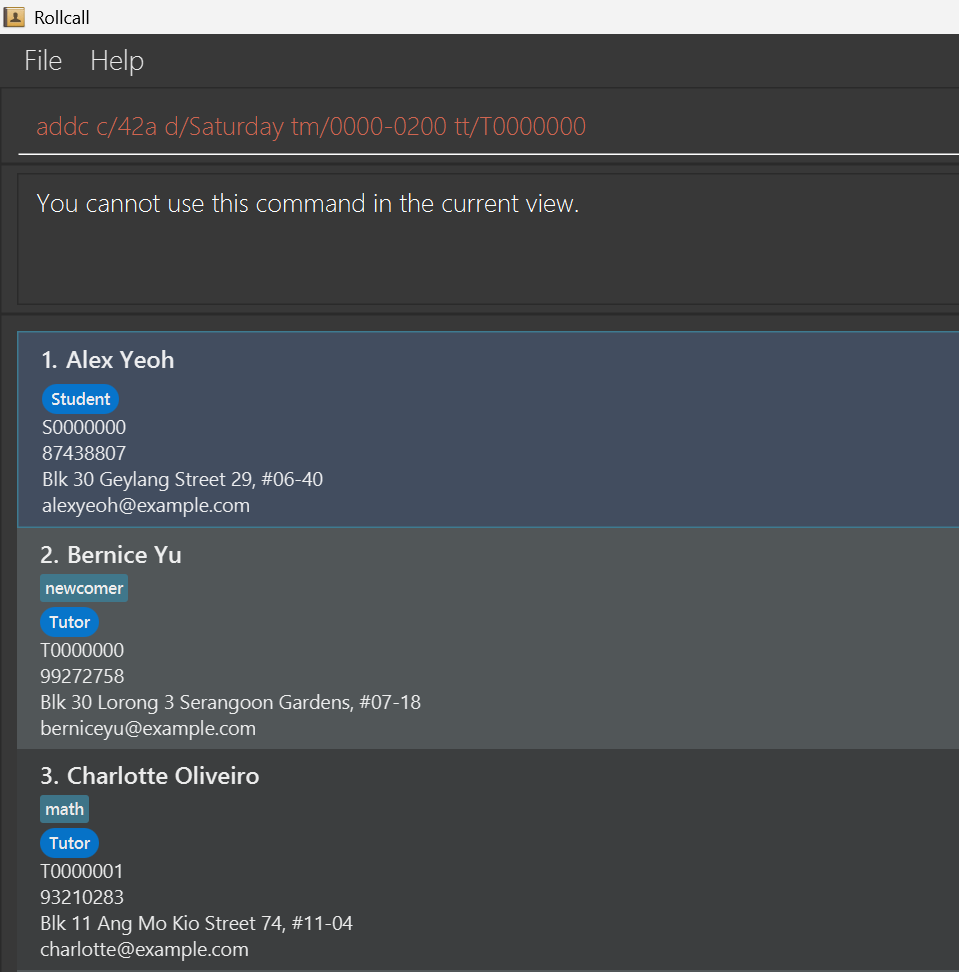 Rollcall
File Help
addc c/42a d/Saturday tm/0000-0200 tt/T0000000
You cannot use this command in the current view.
1. Alex Yeoh
Student
S0000000
87438807
Blk 30 Geylang Street 29, #06-40
alexyeoh@example.com
2. Bernice Yu
newcomer
Tutor
T0000000
99272758
Blk 30 Lorong 3 Serangoon Gardens, #07-18
berniceyu@example.com
3. Charlotte Oliveiro
math
Tutor
T0000001
93210283
Blk 11 Ang Mo Kio Street 74, #11-04
charlotte@example.com